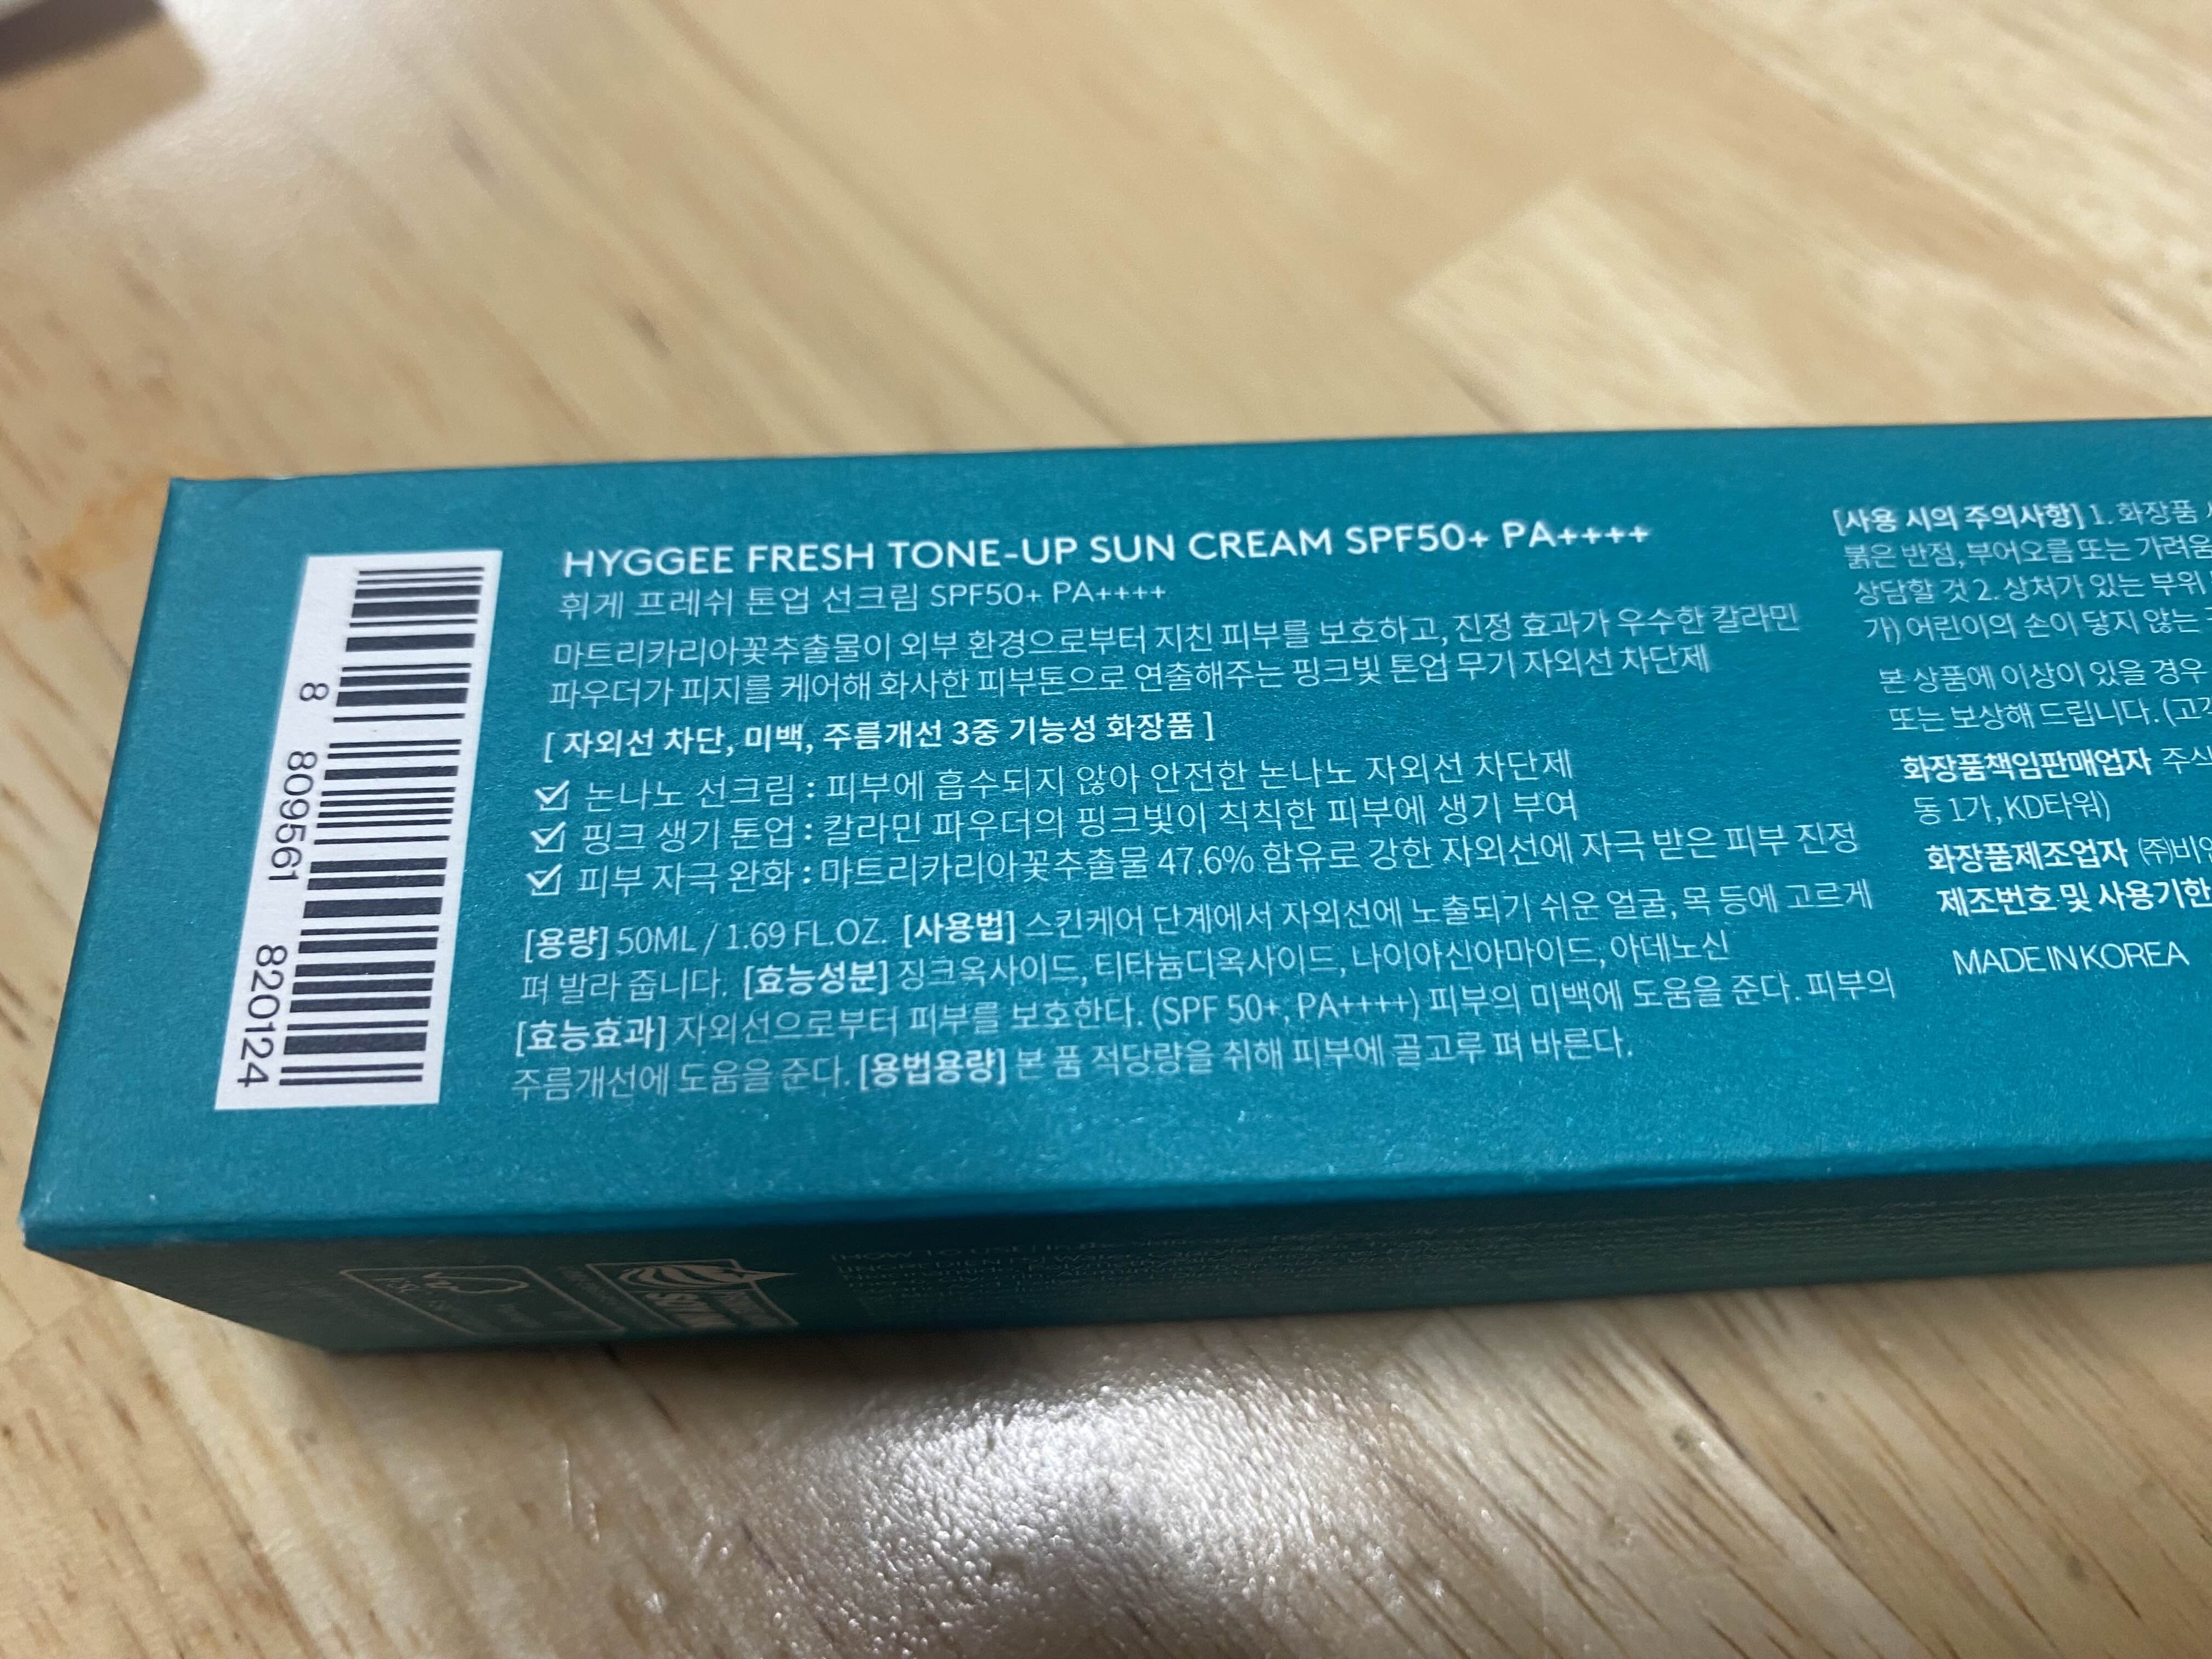 HYGGEE FRESH TONE-UP SUN CREAM SPF50+ PA++++
휘게 프레쉬 톤업 선크림 SPF50+ PA++++
마트리카리아꽃추출물이 외부 환경으로부터 지친 피부를 보호하고, 진정 효과가 우수한 칼라민
파우더가 피지를 케어해 화사한 피부톤으로 연출해주는 핑크빛 톤업 무기 자외선 차단제
[ 자외선 차단, 미백, 주름개선 3중 기능성 화장품 ]
논나노 선크림 : 피부에 흡수되지 않아 안전한 논나노 자외선 차단제
핑크 생기 톤업 : 칼라민 파우더의 핑크빛이 칙칙한 피부에 생기 부여
피부 자극 완화 : 마트리카리아꽃추출물 47.6% 함유로 강한 자외선에 자극 받은 피부 진정
[용량] 50ML / 1.69 FL.OZ. [사용법] 스킨케어 단계에서 자외선에 노출되기 쉬운 얼굴, 목 등에 고르게
펴 발라 줍니다. [효능성분] 징크옥사이드, 티타늄디옥사이드, 나이아신아마이드, 아데노신
[효능효과] 자외선으로부터 피부를 보호한다. (SPF 50+, PA++++) 피부의 미백에 도움을 준다. 피부의
주름개선에 도움을 준다. [용법용량] 본 품 적당량을 취해 피부에 골고루 펴 바른다.
[사용 시의 주의사항] 1. 화장품
붉은 반점, 부어오름 또는 가려움
상담할 것 2. 상처가 있는 부위
가) 어린이의 손이 닿지 않는
본 상품에 이상이 있을 경우
또는 보상해 드립니다. (고객
화장품책임판매업자 주식
동 1가, KD타워)
화장품제조업자 ㈜비앤
제조번호 및 사용기한
MADE IN KOREA
8 809561 820124
[HOW TO USE]
[INGREDIENT]